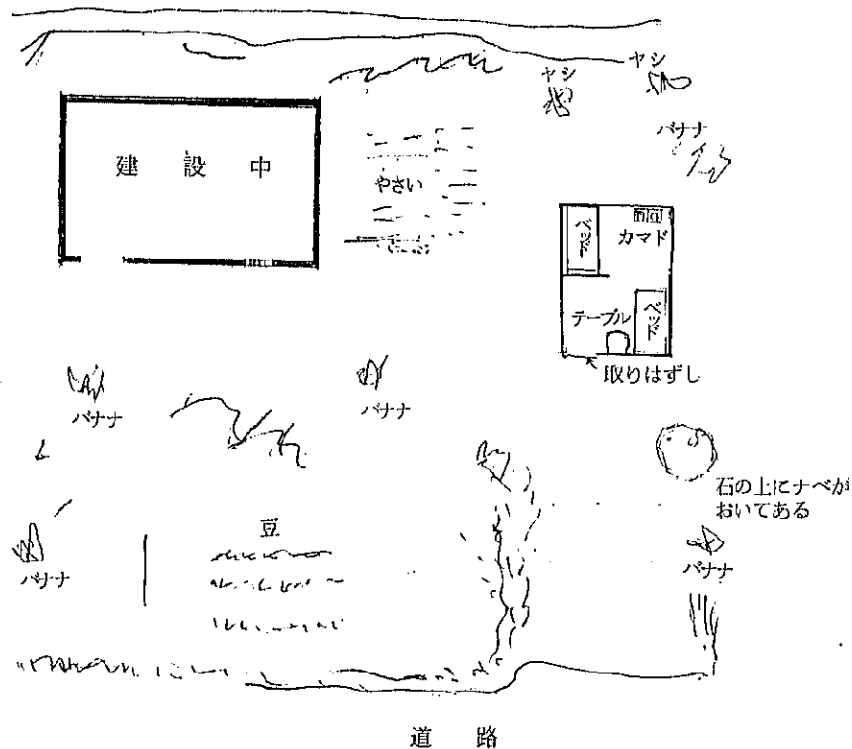 ヤシ
ヤシ
バナナ
建設中
やさい
ベッド
カマド
テーブル
ベッド
取りはずし
バナナ
バナナ
石の上にナベが
おいてある
豆
バナナ
バナナ
道路